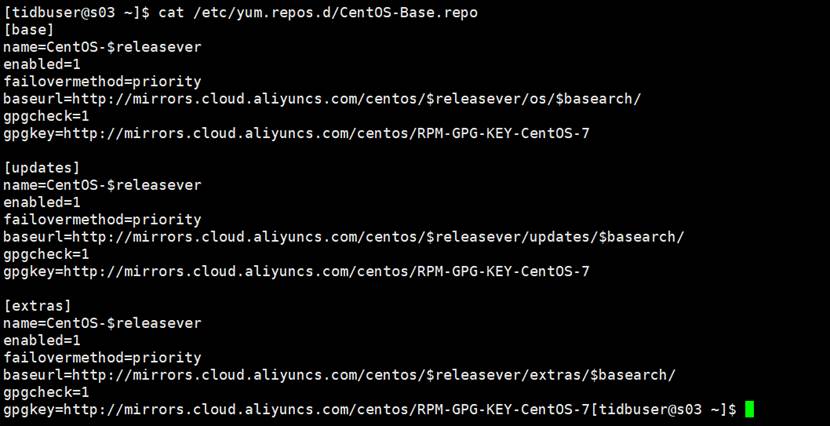 [tidbuser@s03 ~]$ cat /etc/yum.repos.d/CentOS-Base.repo
[base]
name=CentOS-$releasever
enabled=1
failovermethod=priority
baseurl=http://mirrors.cloud.aliyuncs.com/centos/$releasever/os/$basearch/
gpgcheck=1
gpgkey=http://mirrors.cloud.aliyuncs.com/centos/RPM-GPG-KEY-CentOS-7

[updates]
name=CentOS-$releasever
enabled=1
failovermethod=priority
baseurl=http://mirrors.cloud.aliyuncs.com/centos/$releasever/updates/$basearch/
gpgcheck=1
gpgkey=http://mirrors.cloud.aliyuncs.com/centos/RPM-GPG-KEY-CentOS-7

[extras]
name=CentOS-$releasever
enabled=1
failovermethod=priority
baseurl=http://mirrors.cloud.aliyuncs.com/centos/$releasever/extras/$basearch/
gpgcheck=1
gpgkey=http://mirrors.cloud.aliyuncs.com/centos/RPM-GPG-KEY-CentOS-7[tidbuser@s03 ~]$